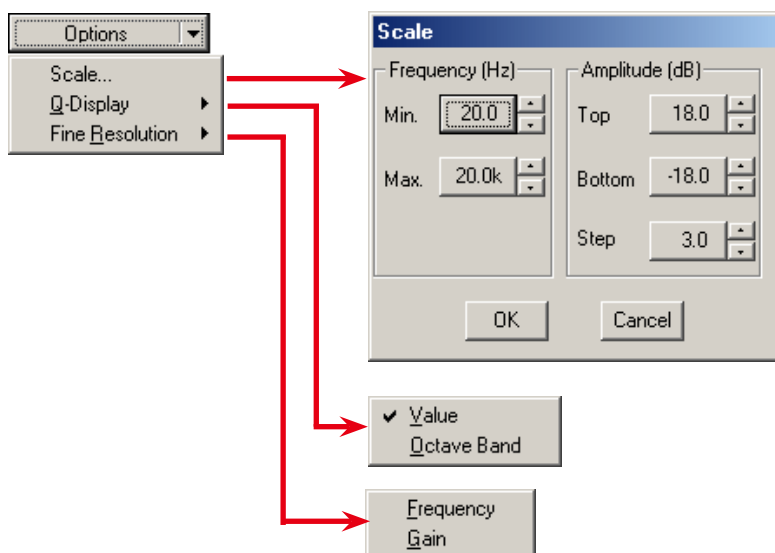 Options
Scale...
Q-Display
Fine Resolution
Scale
Frequency (Hz)
Min. 20.0
Max. 20.0k
Amplitude (dB)
Top 18.0
Bottom -18.0
Step 3.0
OK Cancel
Value
Octave Band
Frequency
Gain